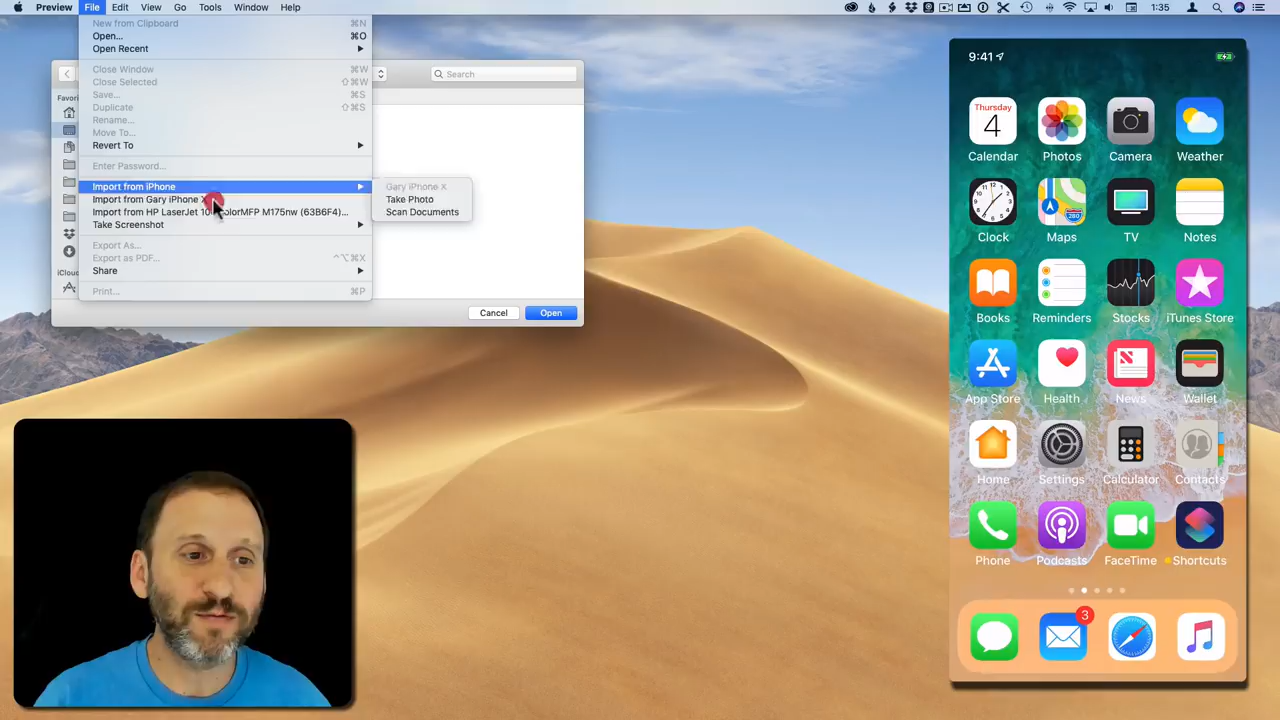 Preview File Edit View Go Tools Window Help 1:35
New from Clipboard ⌘N
Open... ⌘O
Open Recent
Close Window ⌘W
Close Selected ⇧⌘W
Save... ⌘S
Duplicate ⇧⌘S
Rename...
Move To...
Revert To
Enter Password...
Import from iPhone
Import from Gary iPhone
Import from HP LaserJet 10 ColorMFP M175nw (63B6F4)...
Take Screenshot
Export As...
Export as PDF... ⌃⌥⌘X
Share
Print... ⌘P
Gary iPhone X
Take Photo
Scan Documents
Search
Favori
iClou
Cancel Open
9:41
Thursday
4
Calendar Photos Camera Weather
280
Clock Maps TV Notes
Books Reminders Stocks iTunes Store
App Store Health News Wallet
Home Settings Calculator Contacts
Phone Podcasts FaceTime Shortcuts
3